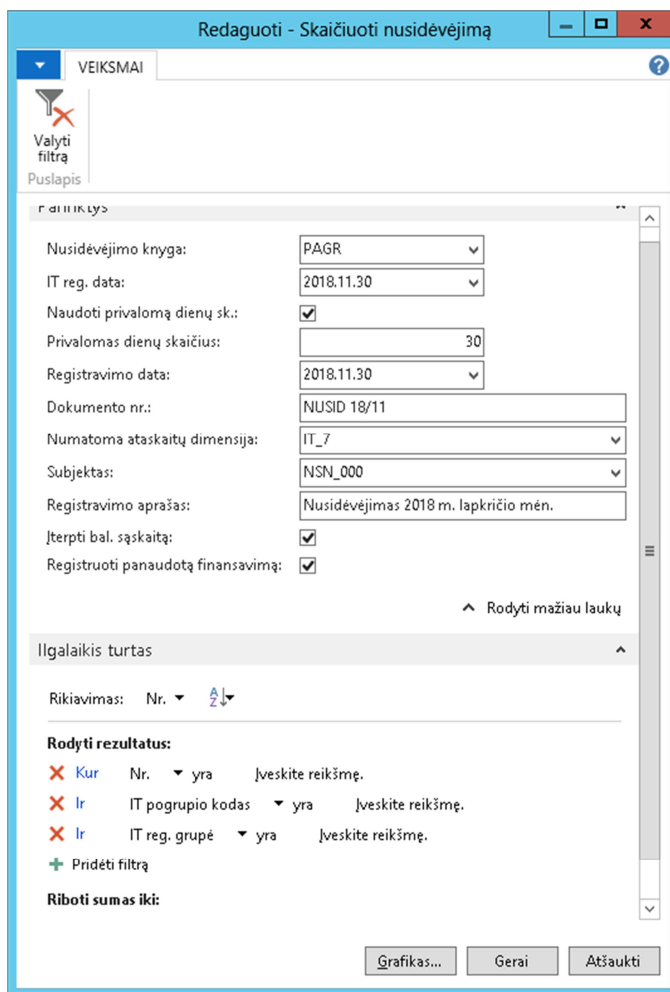 Redaguoti - Skaičiuoti nusidėvėjimą
VEIKSMAI
Valyti
filtrą
Puslapis
Parinktys
Nusidėvėjimo knyga: PAGR
IT reg. data: 2018.11.30
Naudoti privalomą dienų sk.:
Privalomas dienų skaičius: 30
Registravimo data: 2018.11.30
Dokumento nr.: NUSID 18/11
Numatoma ataskaitų dimensija: IT_7
Subjektas: NSN_000
Registravimo aprašas: Nusidėvėjimas 2018 m. lapkričio mėn.
Įterpti bal. sąskaitą:
Registruoti panaudotą finansavimą:
Rodyti mažiau laukų
Ilgalaikis turtas
Rikiavimas: Nr. AZ
Rodyti rezultatus:
Kur Nr. yra Įveskite reikšmę.
Ir IT pogrupio kodas yra Įveskite reikšmę.
Ir IT reg. grupė yra Įveskite reikšmę.
Pridėti filtrą
Riboti sumas iki:
Grafikas... Gerai Atšaukti